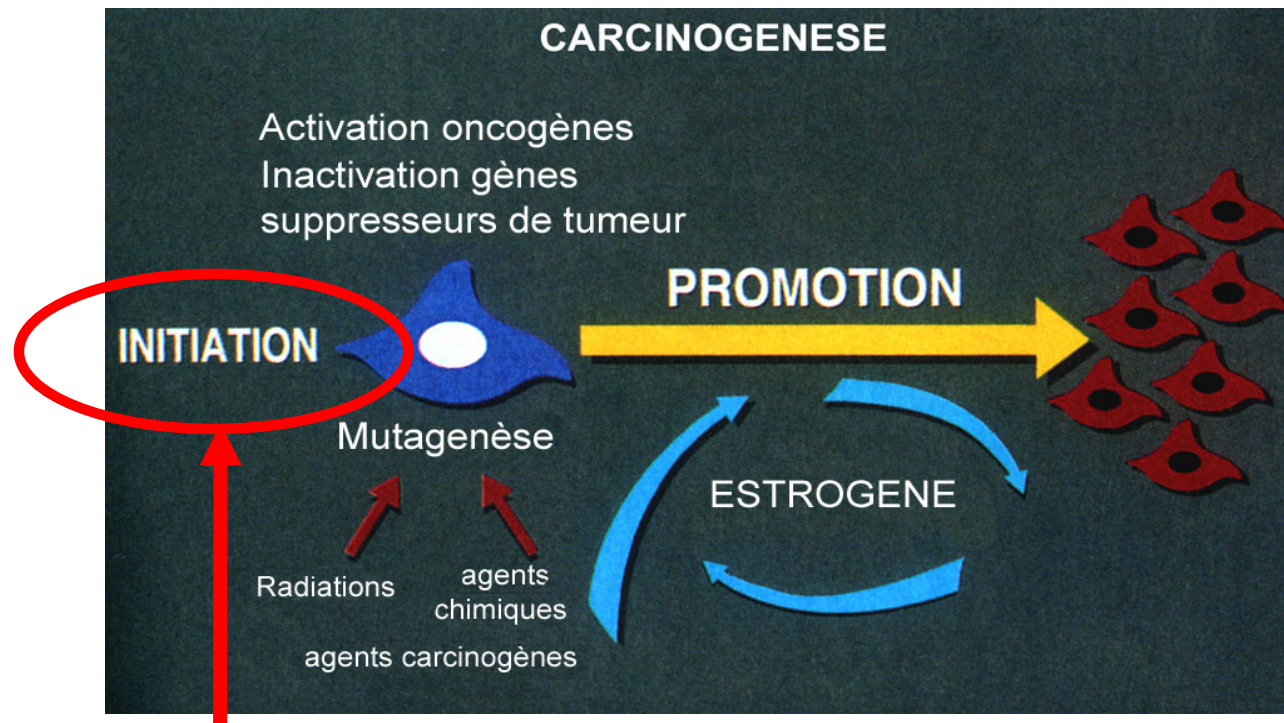 CARCINOGENESE
Activation oncogènes
Inactivation gènes
suppresseurs de tumeur
PROMOTION
INITIATION
Mutagenèse
ESTROGENE
Radiations
agents
chimiques
agents carcinogènes